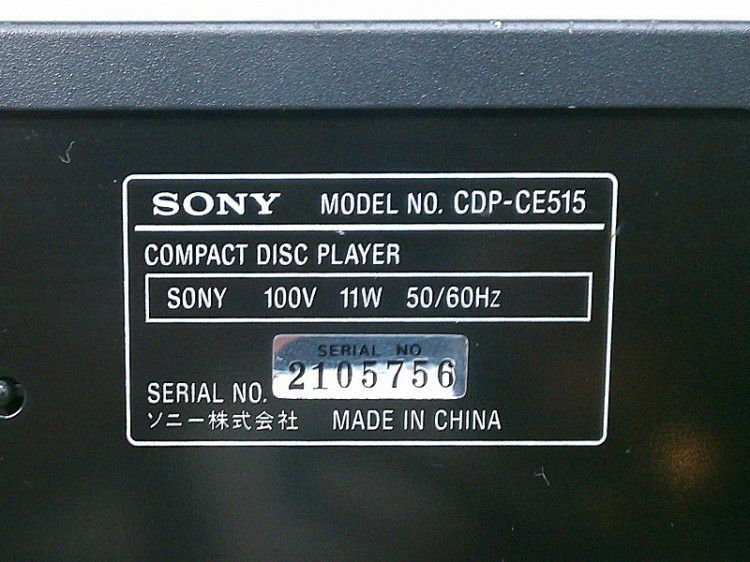 SONY MODEL NO. CDP-CE515
COMPACT DISC PLAYER
SONY 100V 11W 50/60Hz
SERIAL NO
SERIAL NO. 2105756
ソニー株式会社 MADE IN CHINA